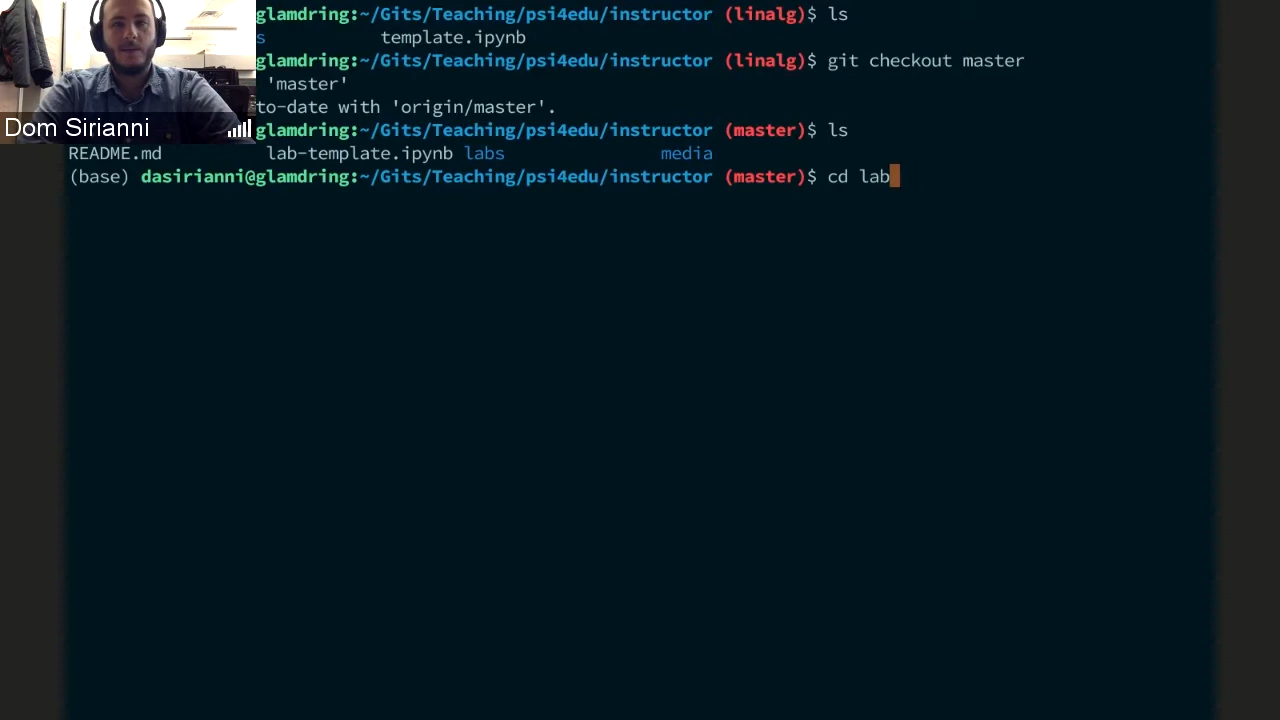 glamdring:~/Gits/Teaching/psi4edu/instructor (linalg)$ ls
s template.ipynb
glamdring:~/Gits/Teaching/psi4edu/instructor (linalg)$ git checkout master
'master'
to-date with 'origin/master'.
Dom Sirianni
glamdring:~/Gits/Teaching/psi4edu/instructor (master)$ ls
README.md lab-template.ipynb labs media
(base) dasirianni@glamdring:~/Gits/Teaching/psi4edu/instructor (master)$ cd lab